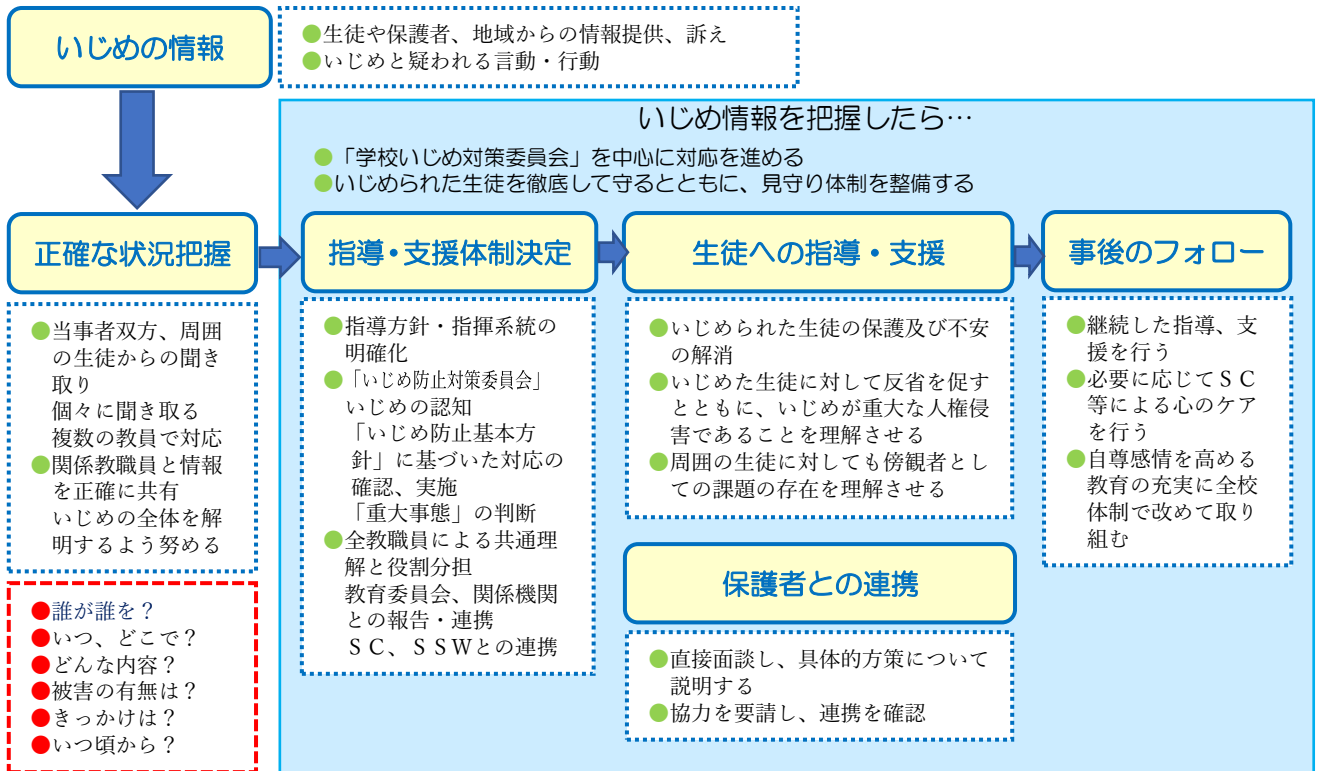 いじめの情報
●生徒や保護者、地域からの情報提供、訴え
●いじめと疑われる言動・行動
いじめ情報を把握したら…
●「学校いじめ対策委員会」を中心に対応を進める
●いじめられた生徒を徹底して守るとともに、見守り体制を整備する
正確な状況把握
●当事者双方、周囲
の生徒からの聞き
取り
個々に聞き取る
複数の教員で対応
●関係教職員と情報
を正確に共有
いじめの全体を解
明するよう努める
●誰が誰を？
●いつ、どこで？
●どんな内容？
●被害の有無は？
●きっかけは？
●いつ頃から？
指導・支援体制決定
●指導方針・指揮系統の
明確化
●「いじめ防止対策委員会」
いじめの認知
「いじめ防止基本方
針」に基づいた対応の
確認、実施
「重大事態」の判断
●全教職員による共通理
解と役割分担
教育委員会、関係機関
との報告・連携
ＳＣ、ＳＳＷとの連携
生徒への指導・支援
●いじめられた生徒の保護及び不安
の解消
●いじめた生徒に対して反省を促す
とともに、いじめが重大な人権侵
害であることを理解させる
●周囲の生徒に対しても傍観者とし
ての課題の存在を理解させる
保護者との連携
●直接面談し、具体的方策について
説明する
●協力を要請し、連携を確認
事後のフォロー
●継続した指導、支
援を行う
●必要に応じてＳＣ
等による心のケア
を行う
●自尊感情を高める
教育の充実に全校
体制で改めて取り
組む